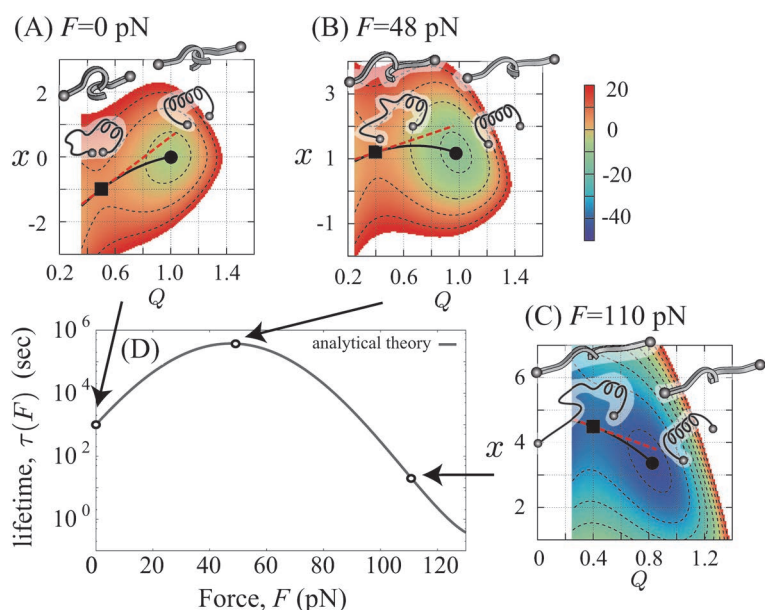 (A) F=0 pN
(B) F=48 pN
2
x 0
-2
0.2 0.6 1.0 1.4
Q
3
x
1
-1
0.2 0.6 1.0 1.4
Q
20
0
-20
-40
(C) F=110 pN
6
x 4
2
0 0.4 0.8 1.2
Q
(D)
analytical theory
lifetime, τ(F) (sec)
10^6
10^4
10^2
10^0
0 20 40 60 80 100 120
Force, F (pN)